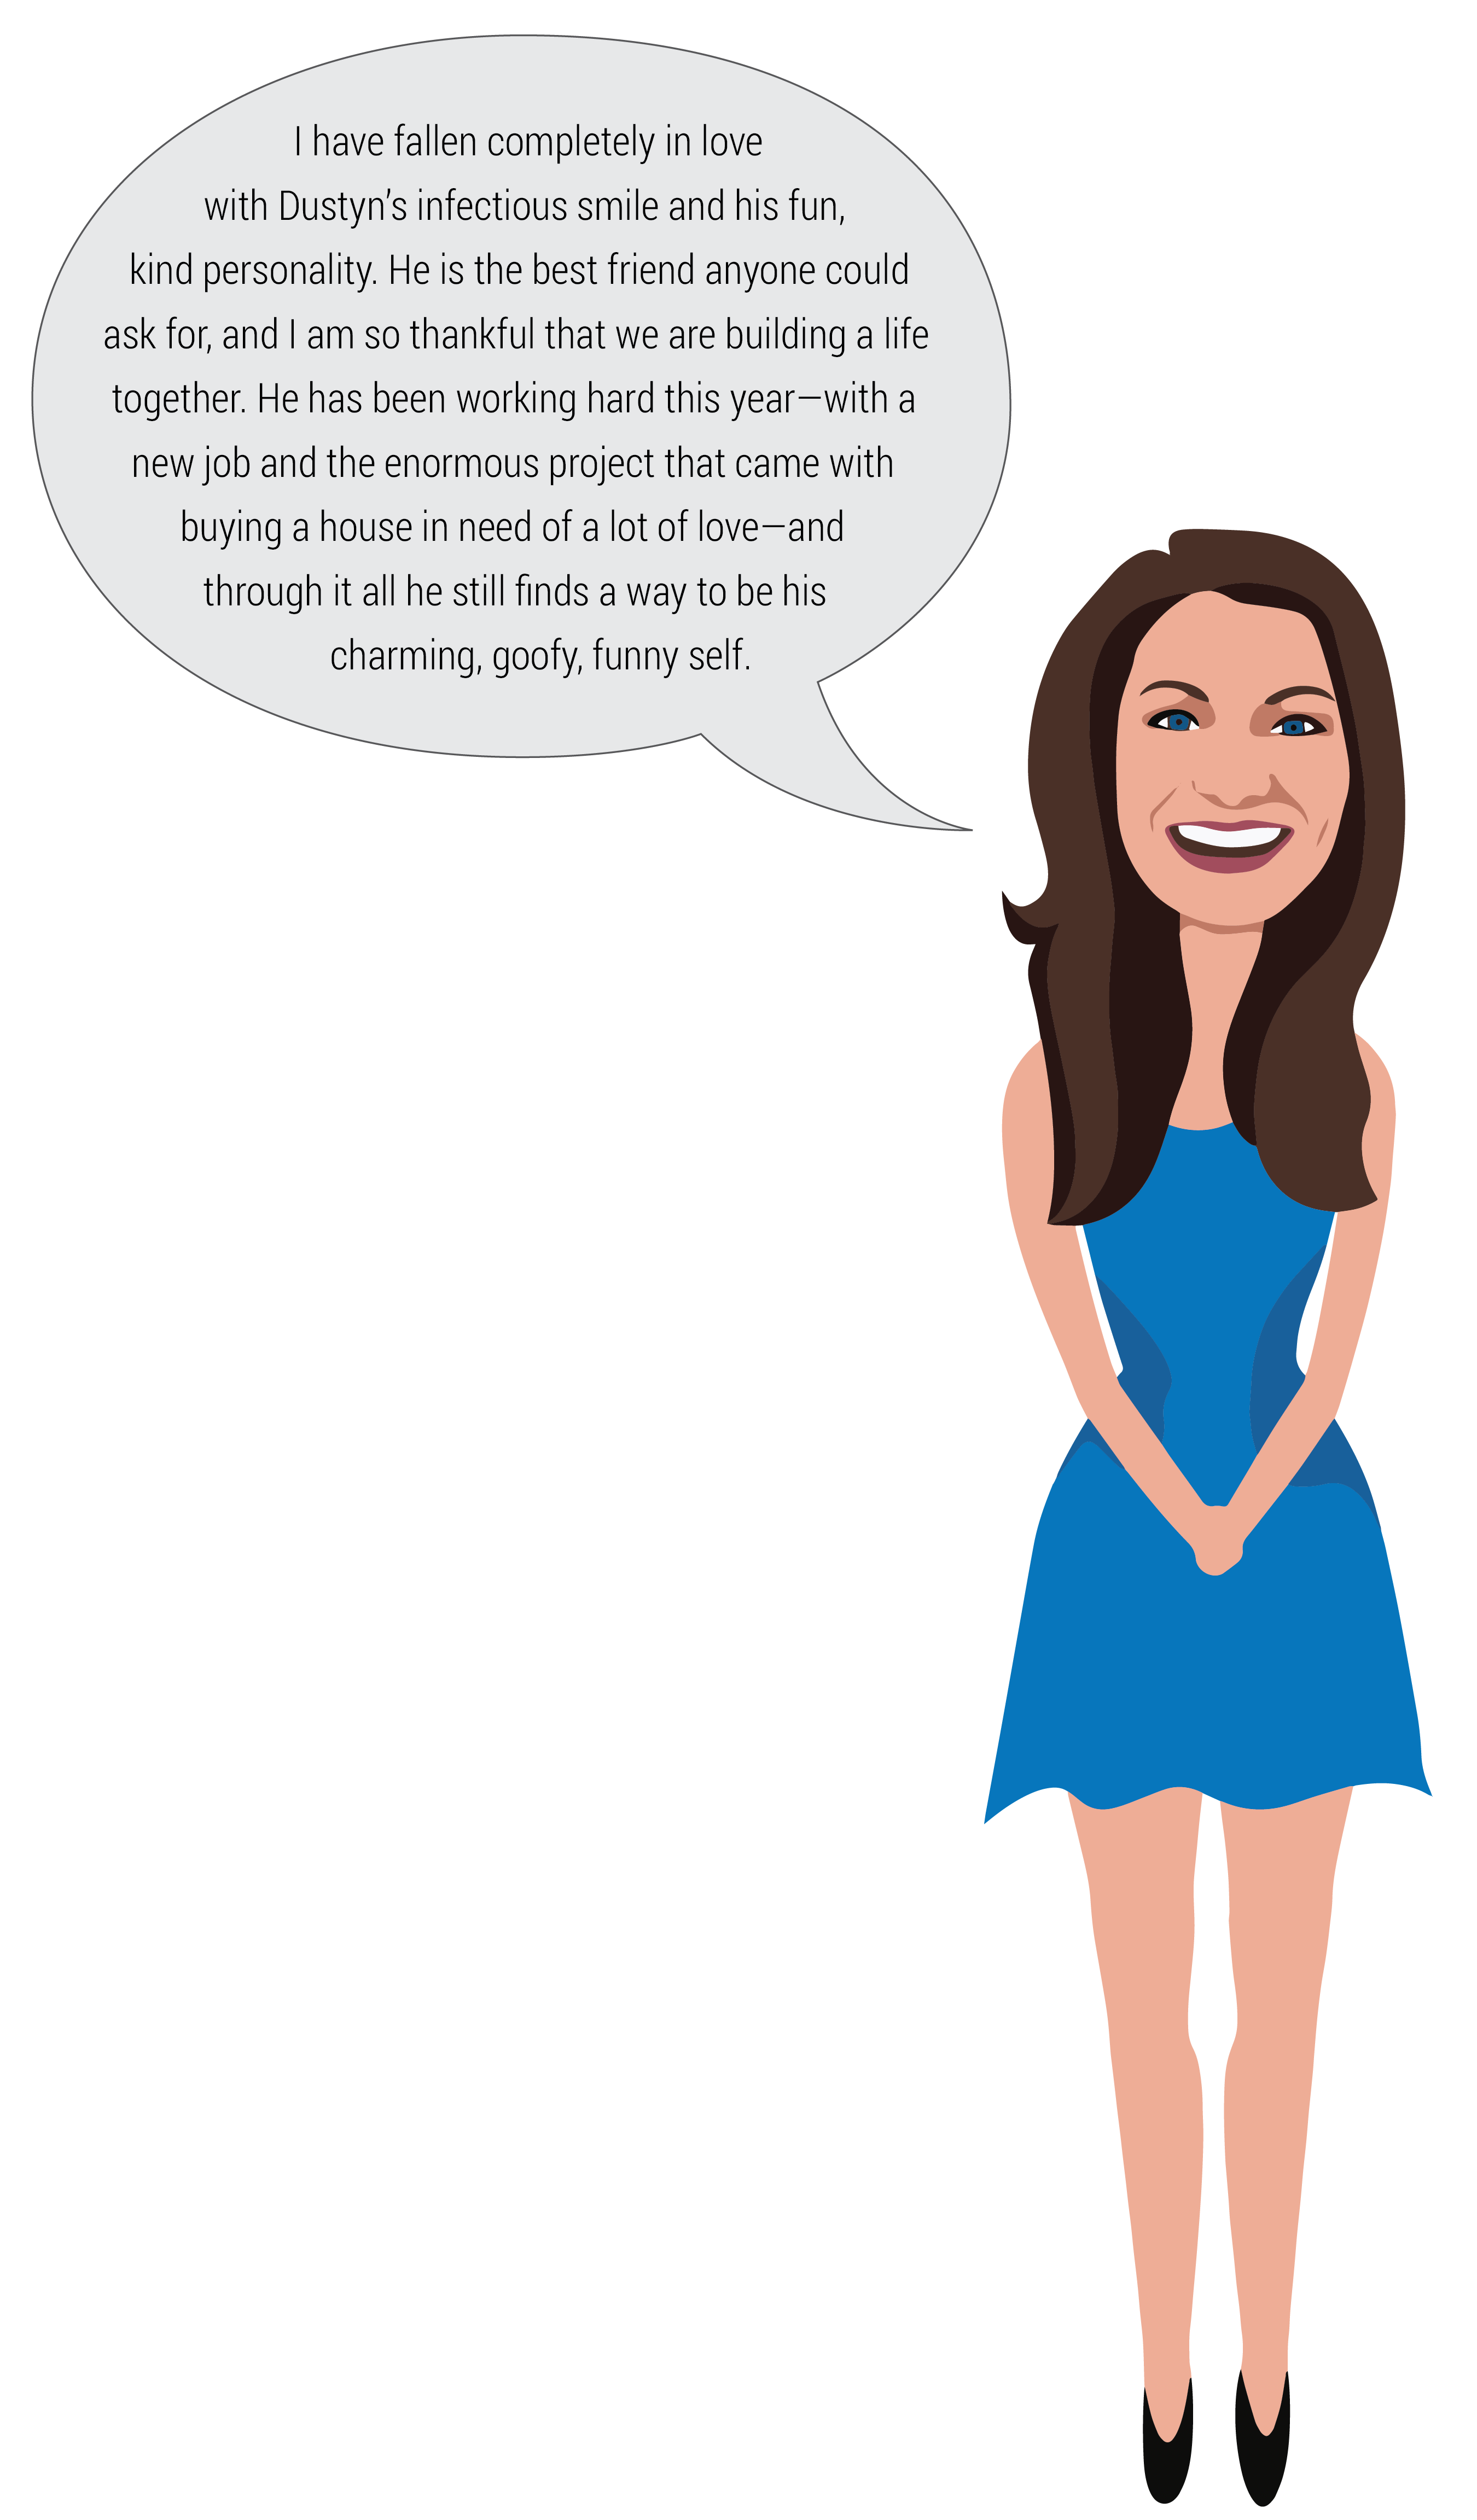 I have fallen completely in love
with Dustyn’s infectious smile and his fun,
kind personality. He is the best friend anyone could
ask for, and I am so thankful that we are building a life
together. He has been working hard this year—with a
new job and the enormous project that came with
buying a house in need of a lot of love—and
through it all he still finds a way to be his
charming, goofy, funny self.